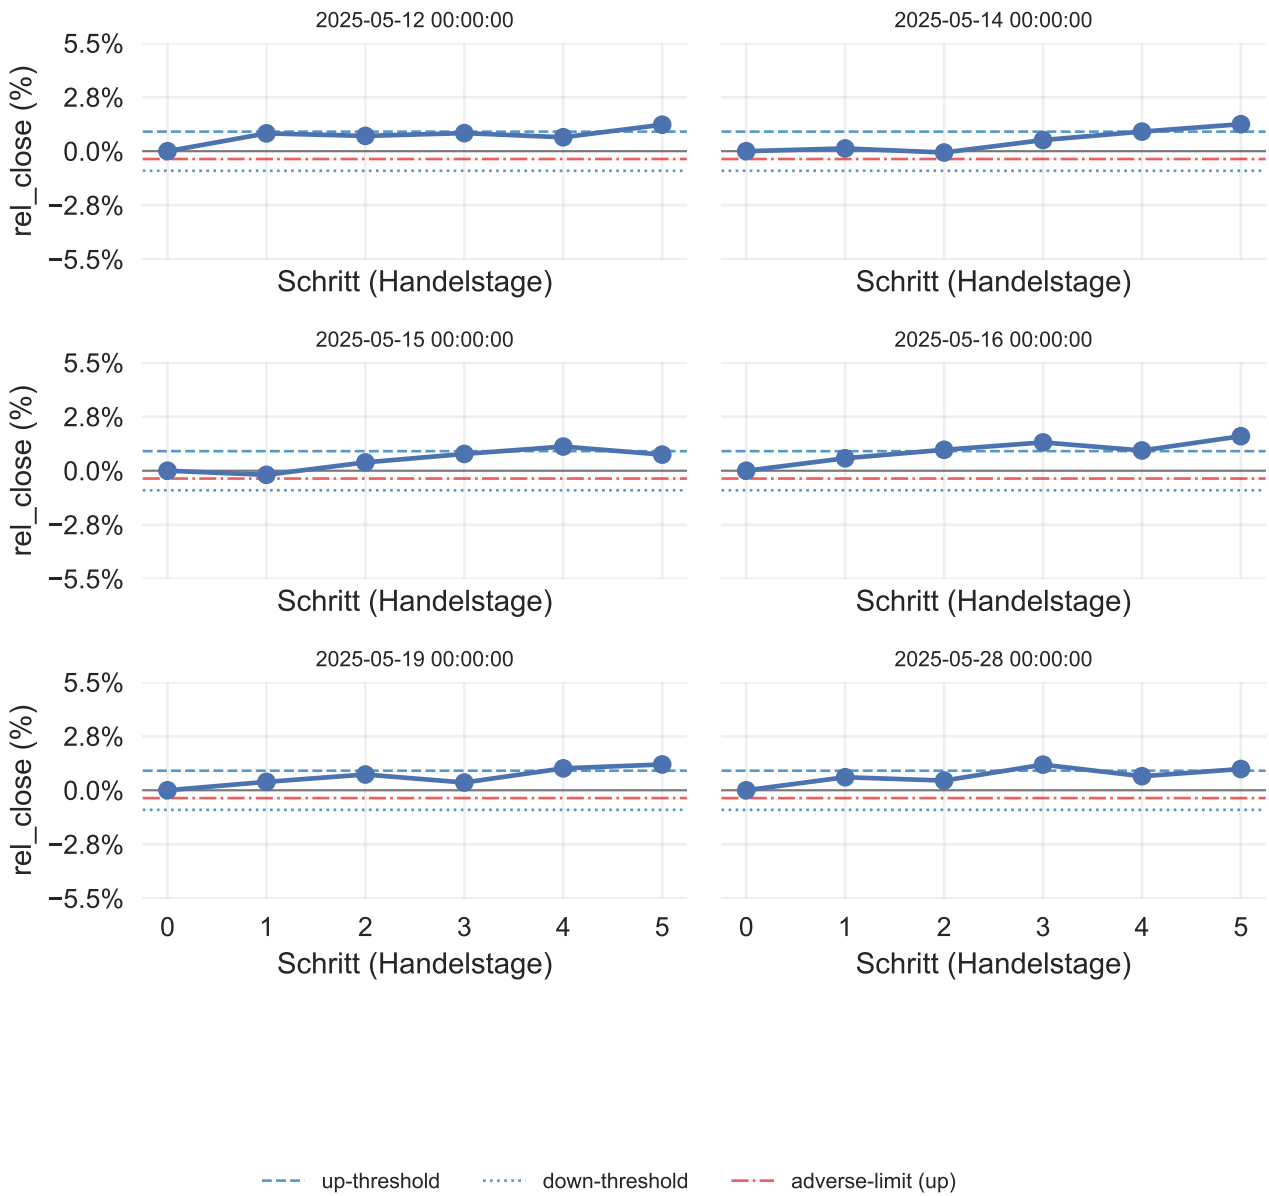 2025-05-12 00:00:00
2025-05-14 00:00:00
rel_close (%)
5.5%
2.8%
0.0%
−2.8%
−5.5%
Schritt (Handelstage)
Schritt (Handelstage)
2025-05-15 00:00:00
2025-05-16 00:00:00
rel_close (%)
5.5%
2.8%
0.0%
−2.8%
−5.5%
Schritt (Handelstage)
Schritt (Handelstage)
2025-05-19 00:00:00
2025-05-28 00:00:00
rel_close (%)
5.5%
2.8%
0.0%
−2.8%
−5.5%
0 1 2 3 4 5
0 1 2 3 4 5
Schritt (Handelstage)
Schritt (Handelstage)
up-threshold down-threshold adverse-limit (up)